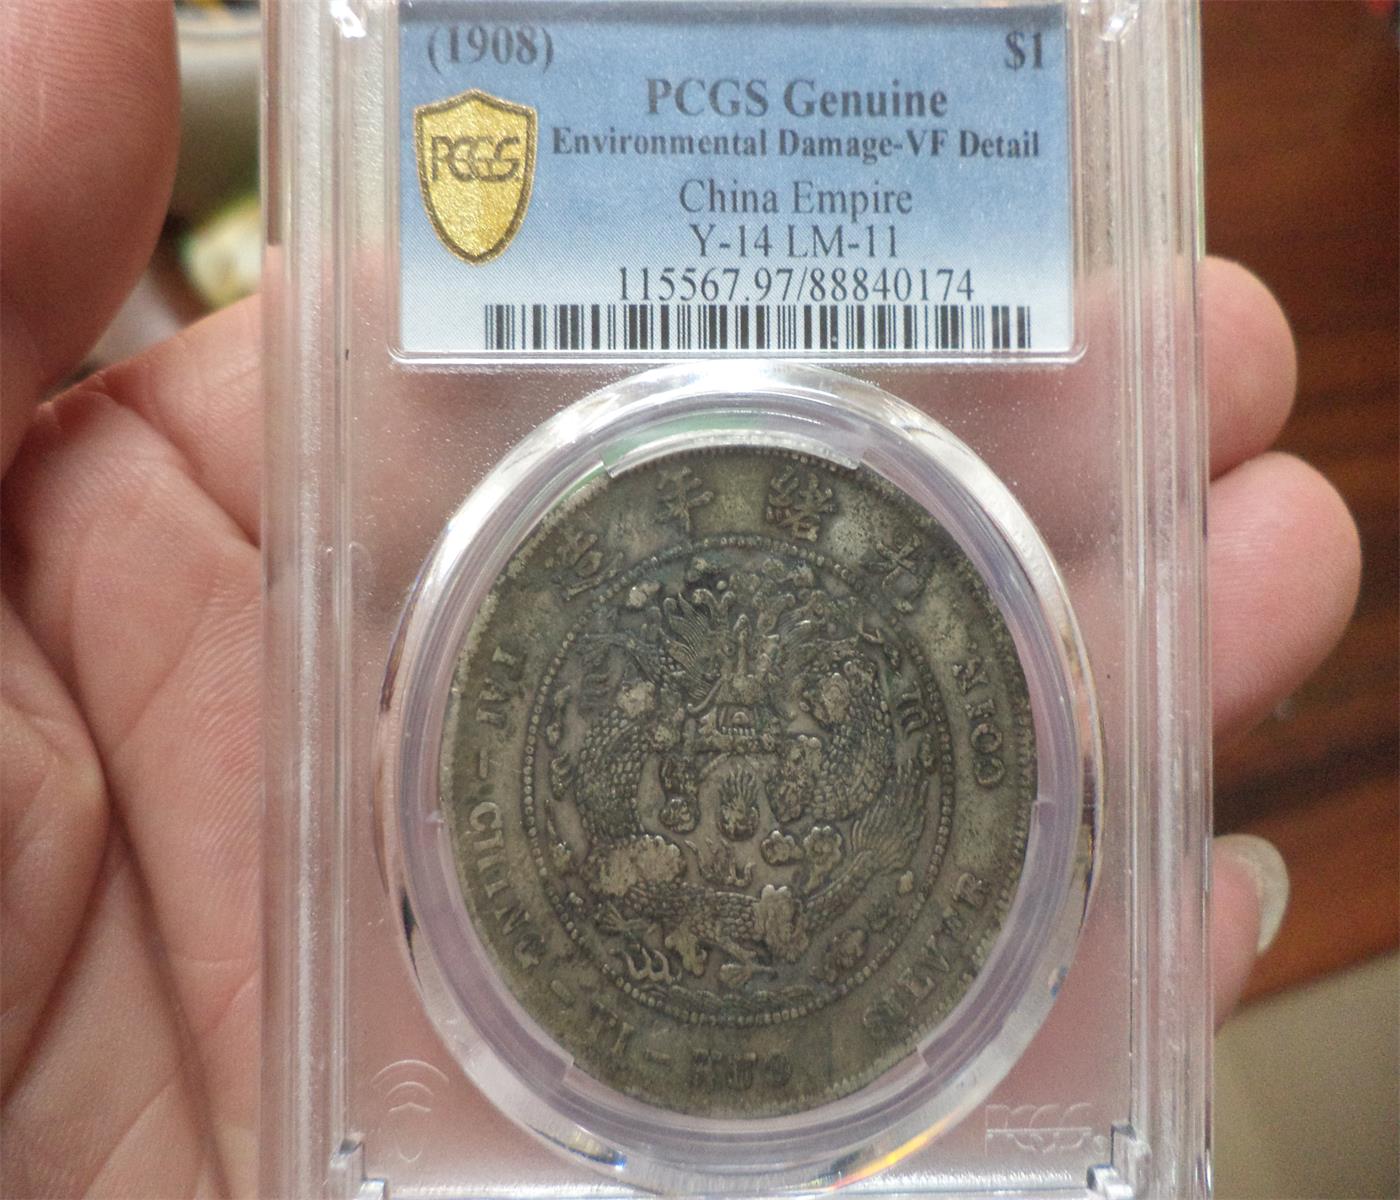 (1908) $1
PCGS Genuine
PCGS
Environmental Damage-VF Detail
China Empire
Y-14 LM-11
115567.97/88840174
造年緒光
TAI-CHING-TI-KUO
SILVER COIN
PCGS